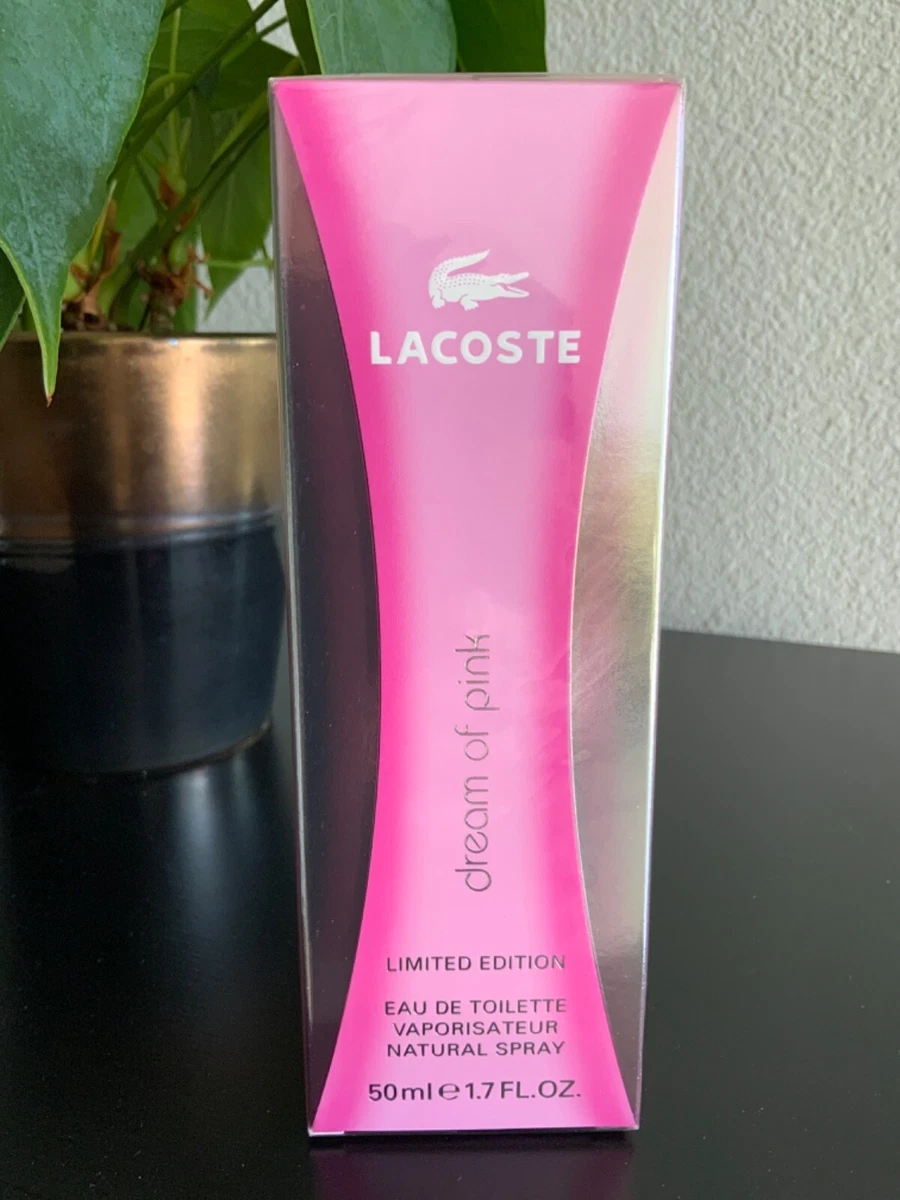 LACOSTE
dream of pink
LIMITED EDITION
EAU DE TOILETTE
VAPORISATEUR
NATURAL SPRAY
50ml ℮ 1.7 FL.OZ.